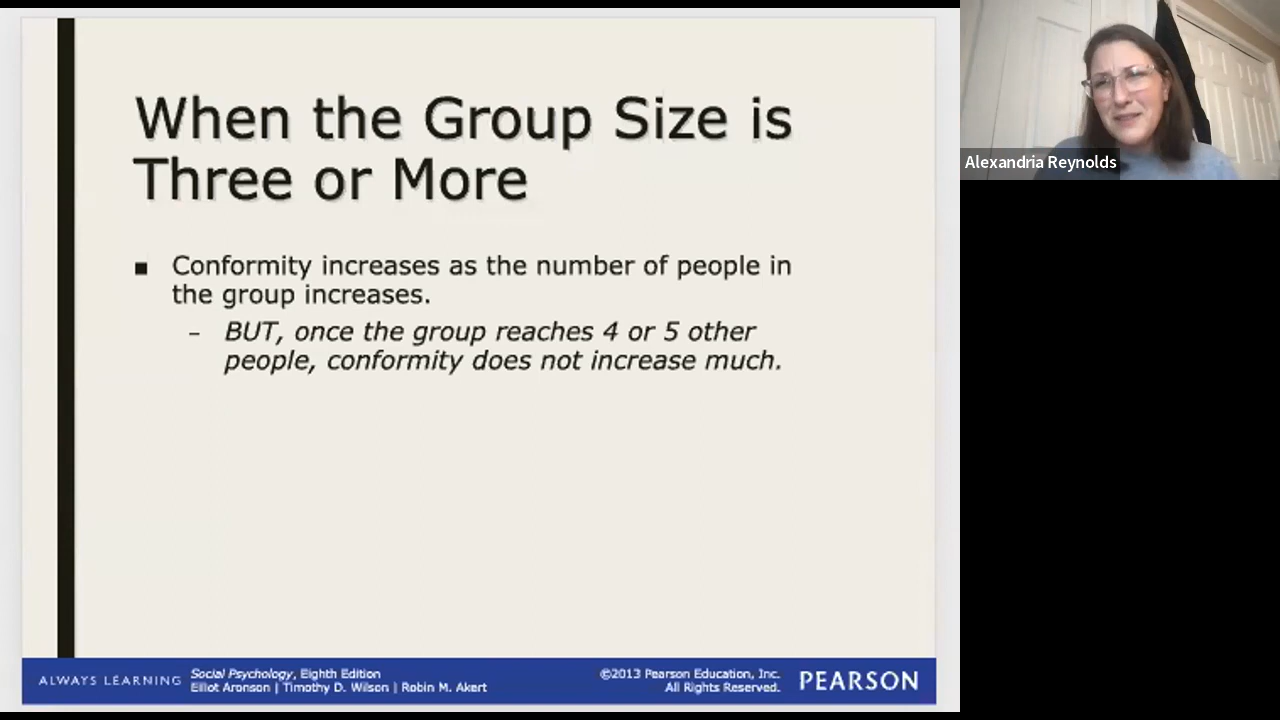 When the Group Size is
Three or More
■ Conformity increases as the number of people in
the group increases.
– BUT, once the group reaches 4 or 5 other
people, conformity does not increase much.
ALWAYS LEARNING
Social Psychology, Eighth Edition
Elliot Aronson | Timothy D. Wilson | Robin M. Akert
©2013 Pearson Education, Inc.
All Rights Reserved.
PEARSON
Alexandria Reynolds